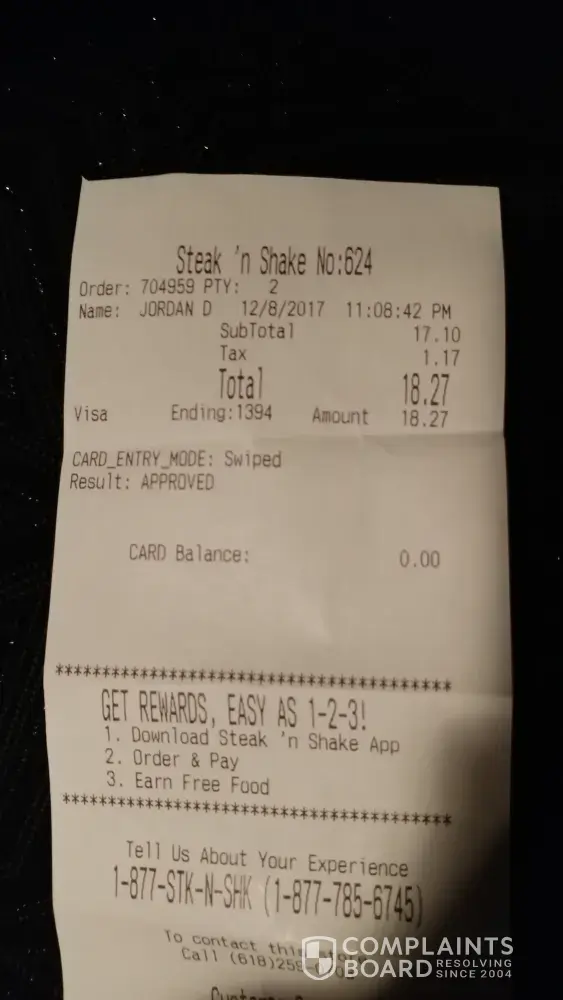 Steak 'n Shake No:624
Order: 704959 PTY: 2
Name: JORDAN D 12/8/2017 11:08:42 PM
SubTotal 17.10
Tax 1.17
Total 18.27
Visa Ending:1394 Amount 18.27
CARD_ENTRY_MODE: Swiped
Result: APPROVED
CARD Balance: 0.00
****************************************
GET REWARDS, EASY AS 1-2-3!
1. Download Steak 'n Shake App
2. Order & Pay
3. Earn Free Food
****************************************
Tell Us About Your Experience
1-877-STK-N-SHK (1-877-785-6745)
To contact this
Call (618)259-
COMPLAINTS
BOARD RESOLVING
SINCE 2004